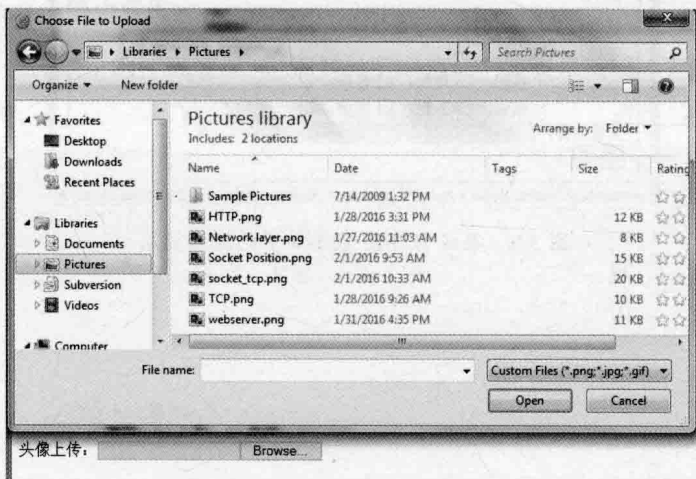 Choose File to Upload
Libraries ▸ Pictures ▸
Search Pictures
Organize ▾ New folder
Favorites
Desktop
Downloads
Recent Places
Libraries
Documents
Pictures
Subversion
Videos
Computer
Pictures library
Includes: 2 locations
Arrange by: Folder ▾
Name Date Tags Size Rating
Sample Pictures 7/14/2009 1:32 PM
HTTP.png 1/28/2016 3:31 PM 12 KB
Network layer.png 1/27/2016 11:03 AM 8 KB
Socket Position.png 2/1/2016 9:53 AM 15 KB
socket_tcp.png 2/1/2016 10:33 AM 20 KB
TCP.png 1/28/2016 9:26 AM 10 KB
webserver.png 1/31/2016 4:35 PM 11 KB
File name:
Custom Files (*.png;*.jpg;*.gif)
Open Cancel
头像上传： Browse...